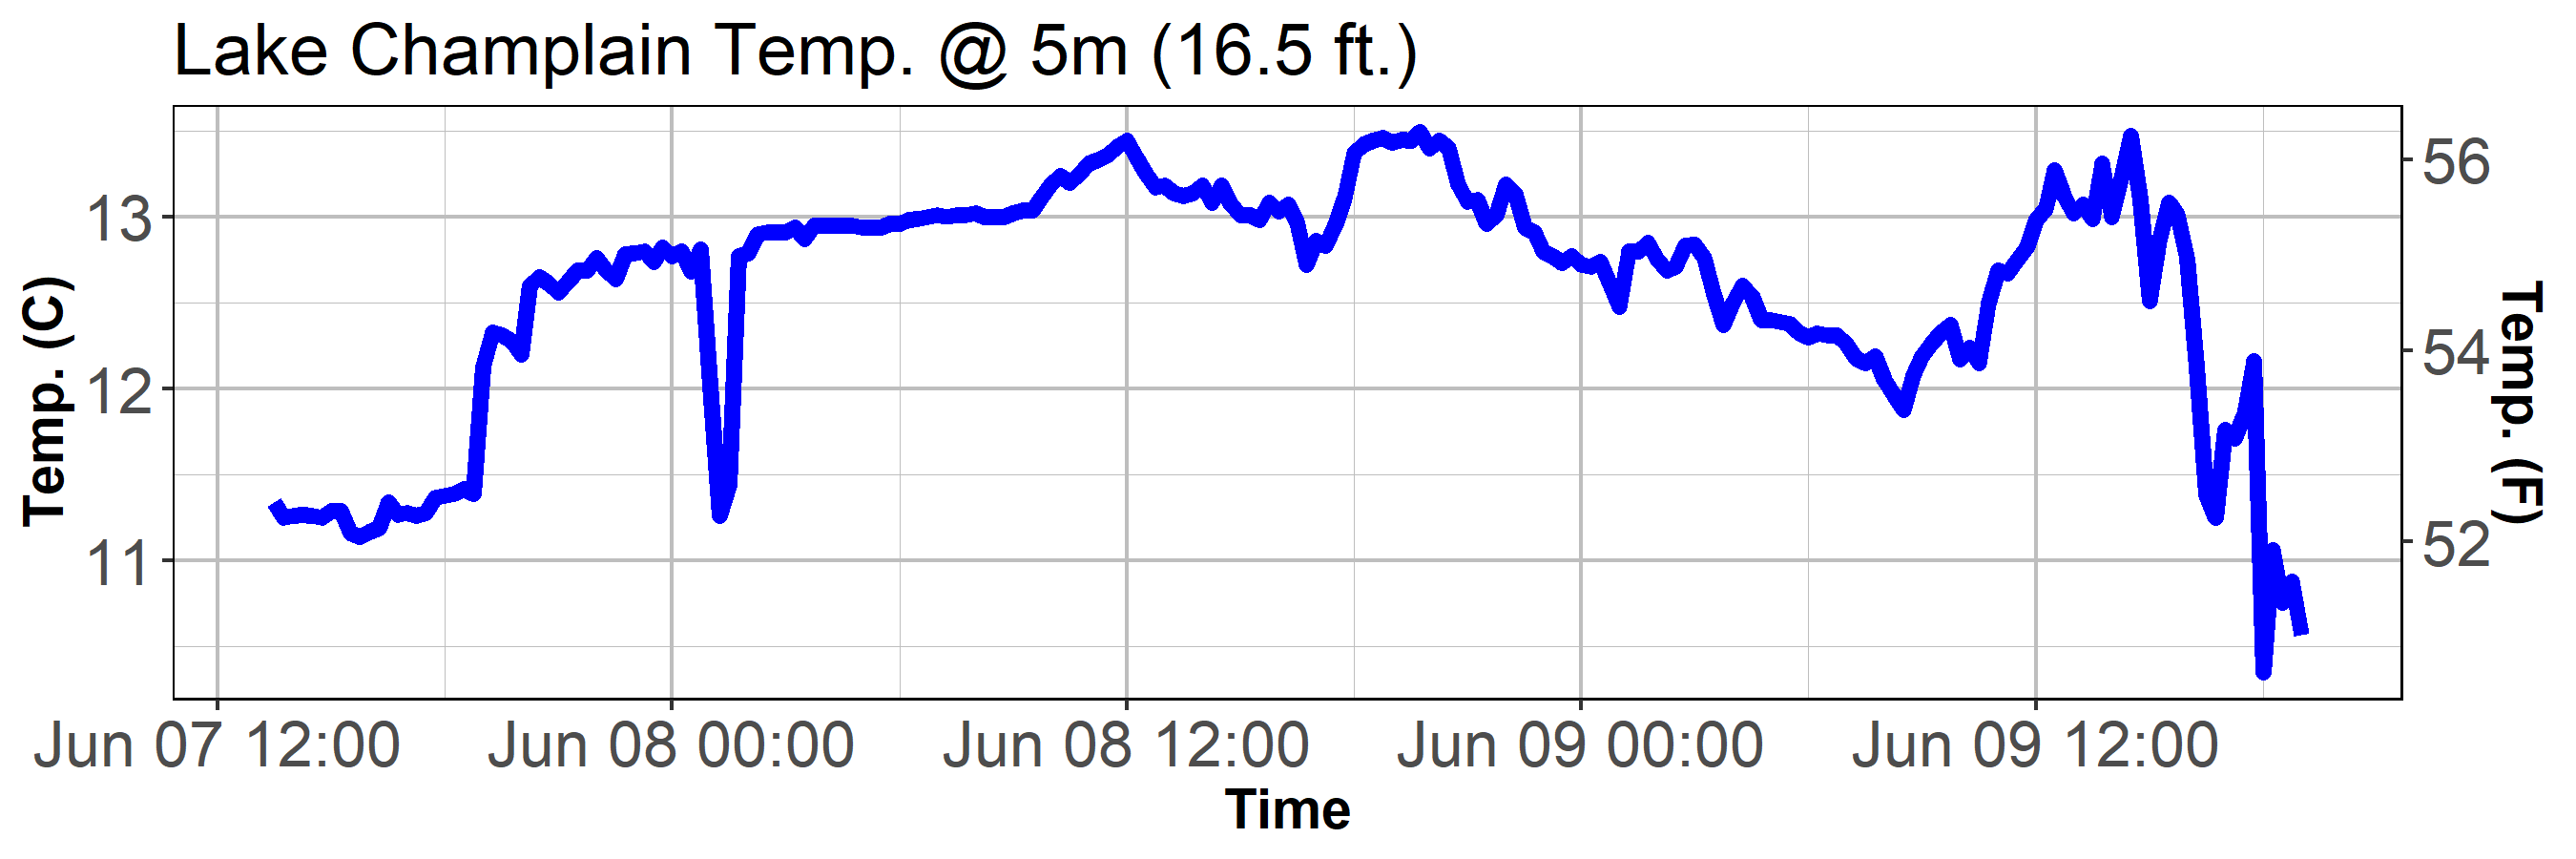 Lake Champlain Temp. @ 5m (16.5 ft.)
Temp. (C)
13
12
11
56
54
52
Temp. (F)
Jun 07 12:00 Jun 08 00:00 Jun 08 12:00 Jun 09 00:00 Jun 09 12:00
Time